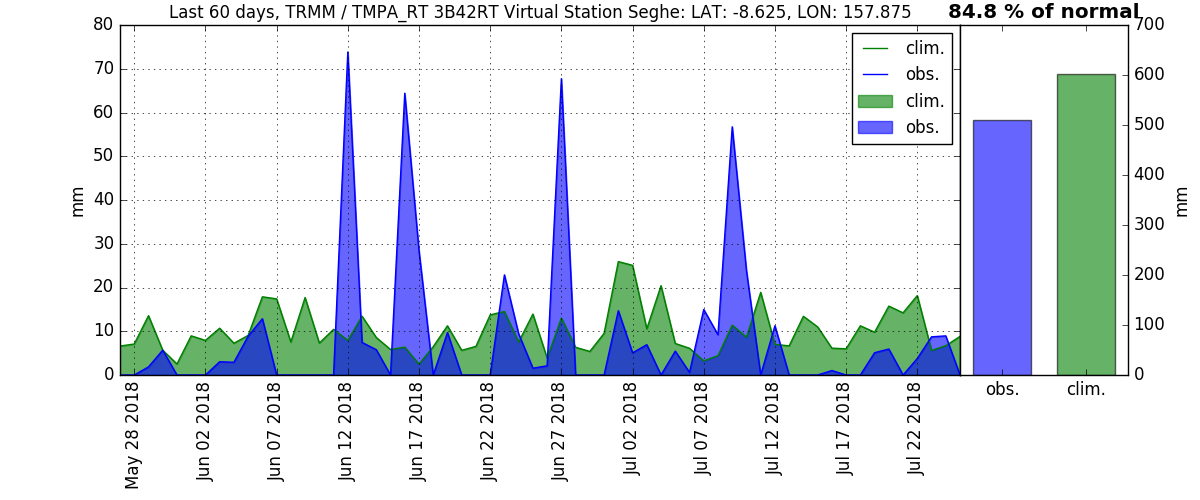 Last 60 days, TRMM / TMPA_RT 3B42RT Virtual Station Seghe: LAT: -8.625, LON: 157.875
84.8 % of normal
80
70
60
50
40
30
20
10
0
mm
clim.
obs.
clim.
obs.
700
600
500
400
300
200
100
0
mm
May 28 2018
Jun 02 2018
Jun 07 2018
Jun 12 2018
Jun 17 2018
Jun 22 2018
Jun 27 2018
Jul 02 2018
Jul 07 2018
Jul 12 2018
Jul 17 2018
Jul 22 2018
obs.
clim.